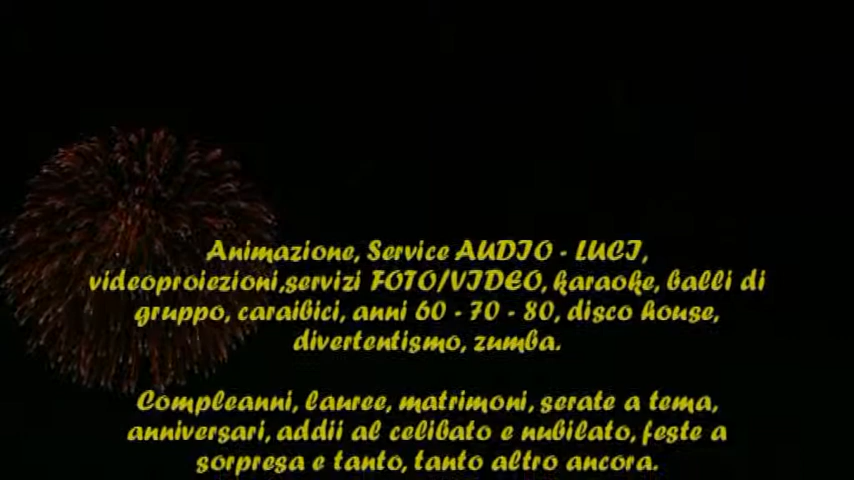 Animazione, Service AUDIO - LUCI,
videoproiezioni,servizi FOTO/VIDEO, karaoke, balli di
gruppo, caraibici, anni 60 - 70 - 80, disco house,
divertentismo, zumba.
Compleanni, lauree, matrimoni, serate a tema,
anniversari, addii al celibato e nubilato, feste a
sorpresa e tanto, tanto altro ancora.